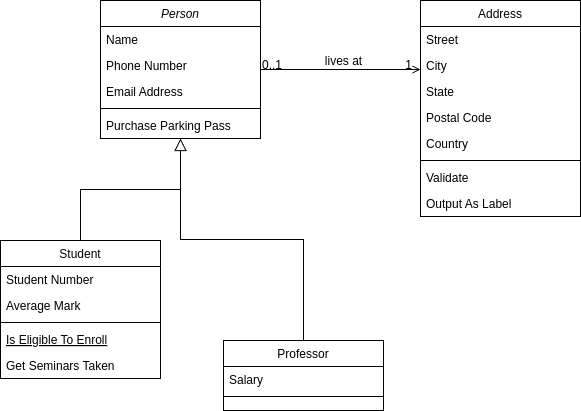 Person
Name
Phone Number
Email Address
Purchase Parking Pass
0..1
lives at
1
Address
Street
City
State
Postal Code
Country
Validate
Output As Label
Student
Student Number
Average Mark
Is Eligible To Enroll
Get Seminars Taken
Professor
Salary